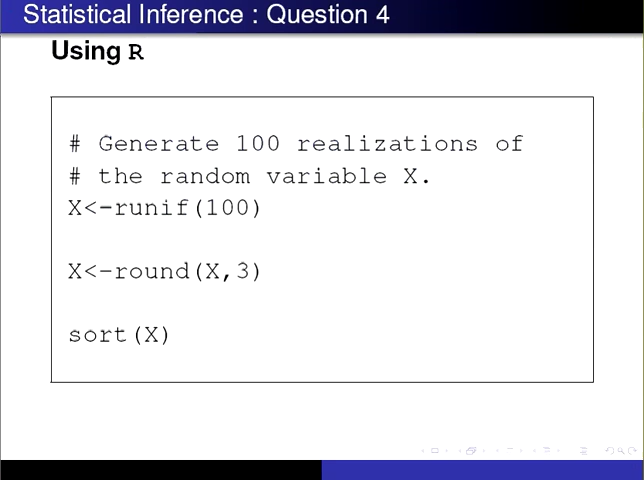 Statistical Inference : Question 4
Using R
# Generate 100 realizations of
# the random variable X.
X<-runif(100)
X<-round(X,3)
sort(X)